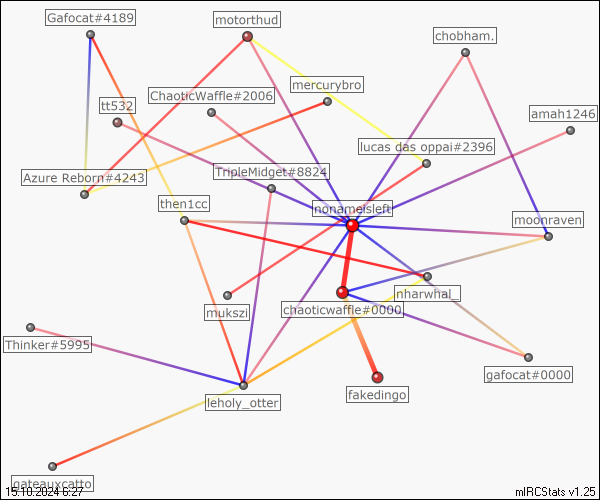 Gafocat#4189
motorthud
chobham.
mercurybro
ChaoticWaffle#2006
tt532
amah1246
lucas das oppai#2396
Azure Reborn#4243
TripleMidget#8824
then1cc
nonameisleft
moonraven
nharwhal_
chaoticwaffle#0000
mukszi
Thinker#5995
gafocat#0000
fakedingo
leholy_otter
gateauxcatto
15.10.2024 6:27
mIRCStats v1.25